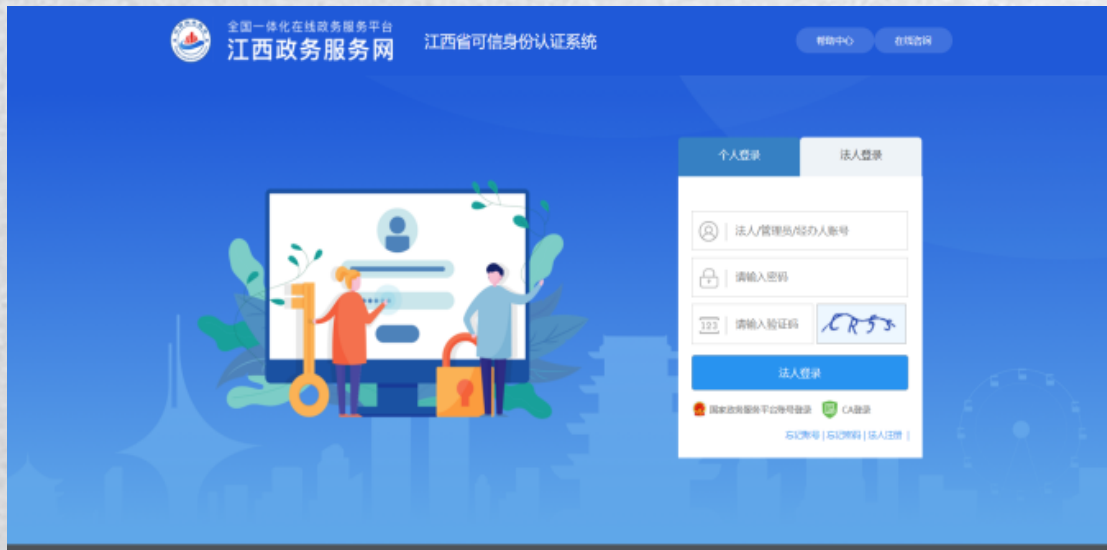 全国一体化在线政务服务平台
江西政务服务网
江西省可信身份认证系统
帮助中心
在线咨询
个人登录
法人登录
法人/管理员/经办人账号
请输入密码
123
请输入验证码
CR53
法人登录
国家政务服务平台账号登录
CA登录
忘记账号 | 忘记密码 | 法人注册 |